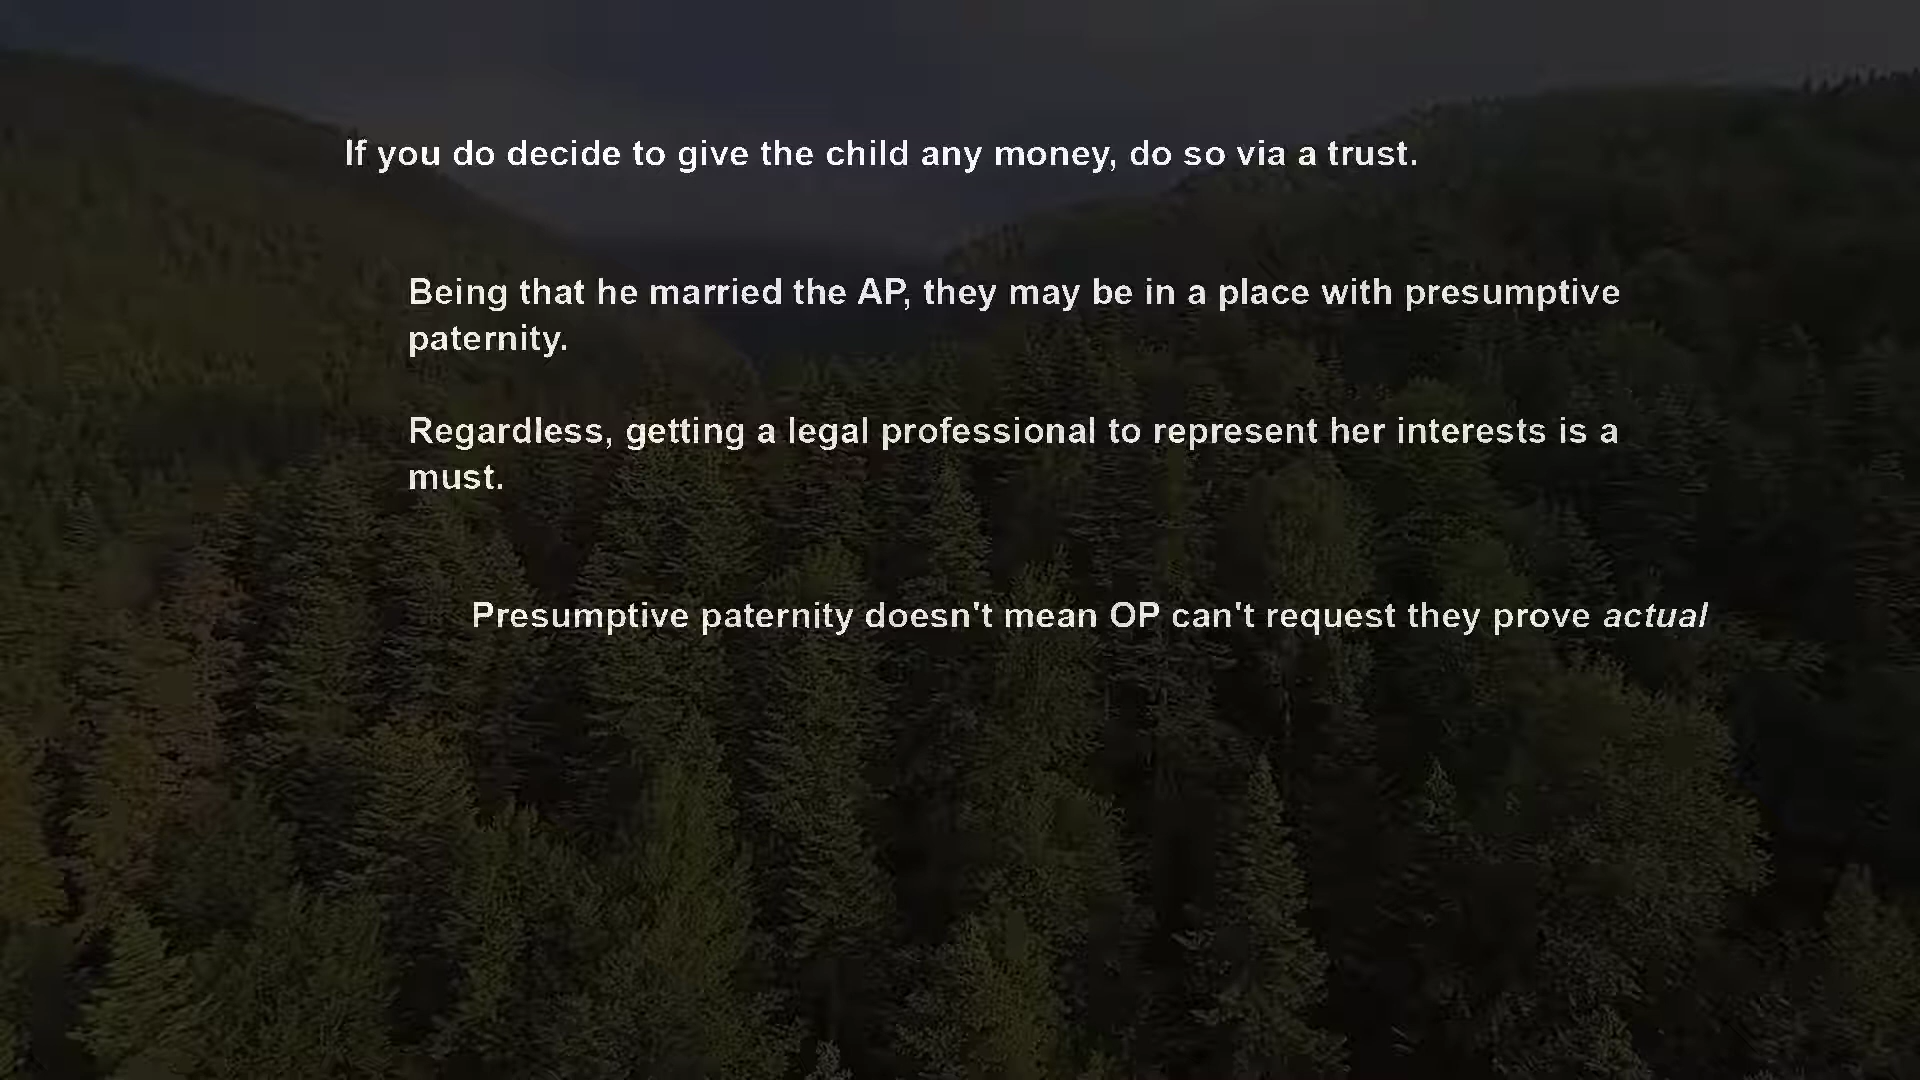 If you do decide to give the child any money, do so via a trust.
Being that he married the AP, they may be in a place with presumptive
paternity.
Regardless, getting a legal professional to represent her interests is a
must.
Presumptive paternity doesn't mean OP can't request they prove actual